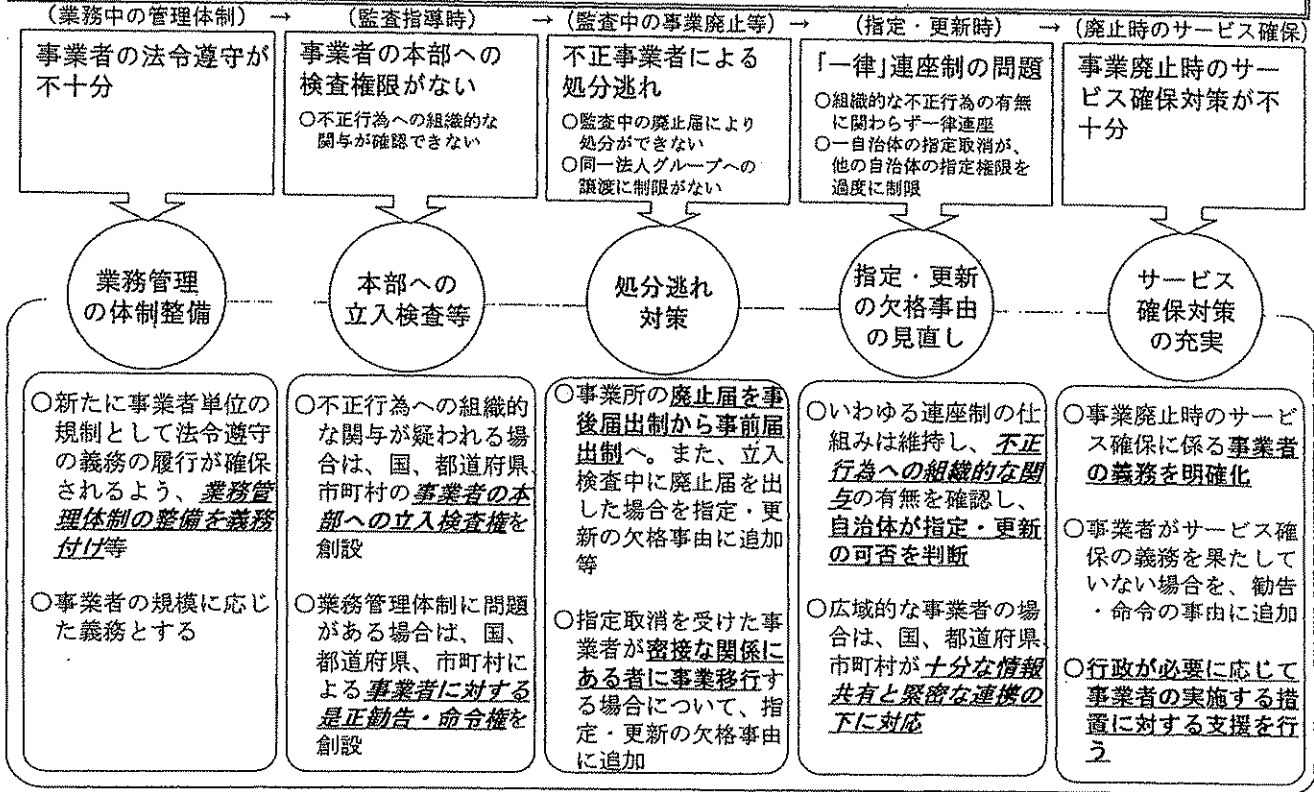 (業務中の管理体制) → (監査指導時) → (監査中の事業廃止等) → (指定・更新時) → (廃止時のサービス確保)
事業者の法令遵守が
不十分
事業者の本部への
検査権限がない
○不正行為への組織的な
関与が確認できない
不正事業者による
処分逃れ
○監査中の廃止届により
処分ができない
○同一法人グループへの
譲渡に制限がない
「一律」連座制の問題
○組織的な不正行為の有無
に関わらず一律連座
○一自治体の指定取消が、
他の自治体の指定権限を
過度に制限
事業廃止時のサー
ビス確保対策が不
十分
業務管理
の体制整備
本部への
立入検査等
処分逃れ
対策
指定・更新
の欠格事由
の見直し
サービス
確保対策
の充実
○新たに事業者単位の
規制として法令遵守
の義務の履行が確保
されるよう、業務管
理体制の整備を義務
付け等
○事業者の規模に応じ
た義務とする
○不正行為への組織的
な関与が疑われる場
合は、国、都道府県、
市町村の事業者の本
部への立入検査権を
創設
○業務管理体制に問題
がある場合は、国、
都道府県、市町村に
よる事業者に対する
是正勧告・命令権を
創設
○事業所の廃止届を事
後届出制から事前届
出制へ。また、立入
検査中に廃止届を出
した場合を指定・更
新の欠格事由に追加
等
○指定取消を受けた事
業者が密接な関係に
ある者に事業移行す
る場合について、指
定・更新の欠格事由
に追加
○いわゆる連座制の仕
組みは維持し、不正
行為への組織的な関
与の有無を確認し、
自治体が指定・更新
の可否を判断
○広域的な事業者の場
合は、国、都道府県、
市町村が十分な情報
共有と緊密な連携の
下に対応
○事業廃止時のサービ
ス確保に係る事業者
の義務を明確化
○事業者がサービス確
保の義務を果たして
いない場合を、勧告
・命令の事由に追加
○行政が必要に応じて
事業者の実施する措
置に対する支援を行
う